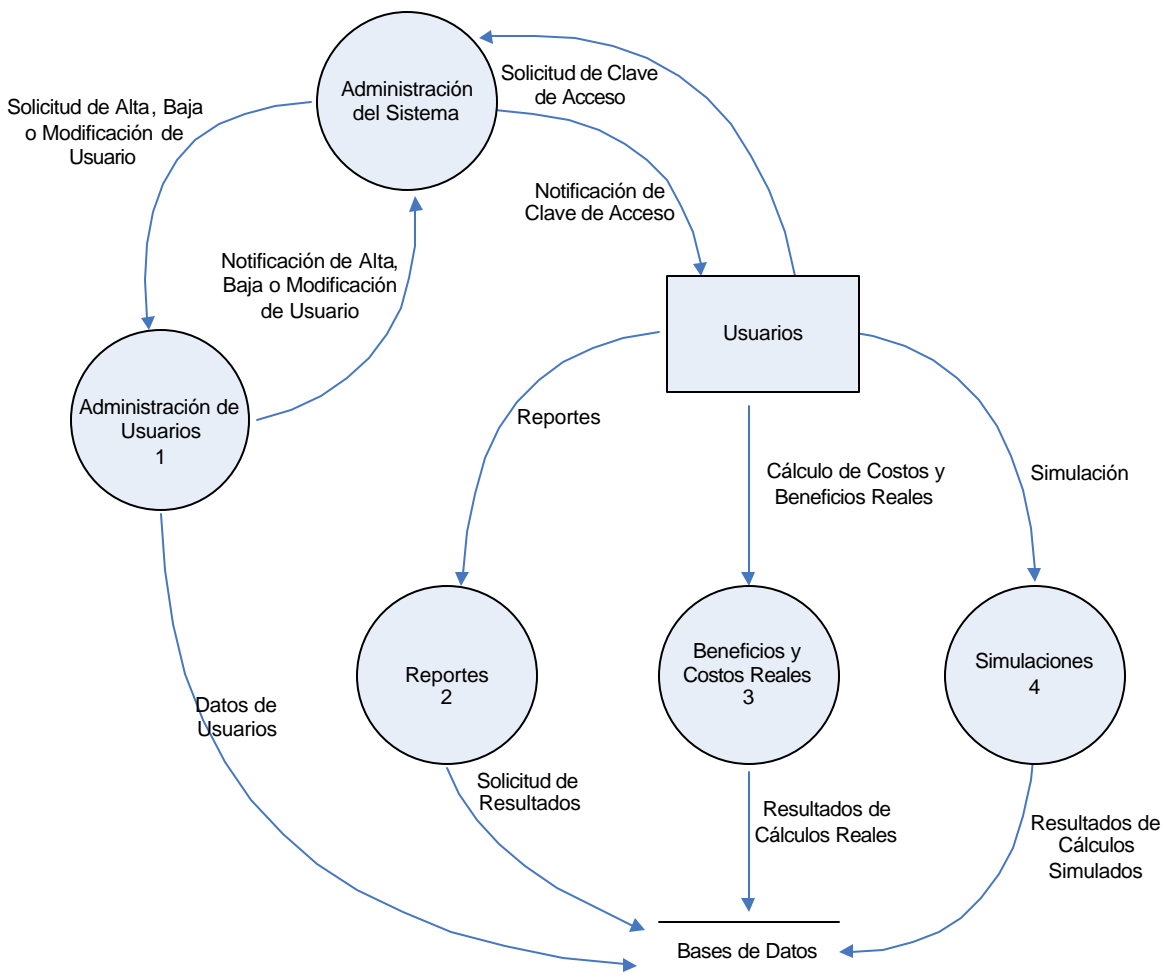 Administración
del Sistema
Solicitud de Clave
de Acceso
Solicitud de Alta, Baja
o Modificación de
Usuario
Notificación de
Clave de Acceso
Notificación de Alta,
Baja o Modificación
de Usuario
Usuarios
Administración de
Usuarios
1
Reportes
Cálculo de Costos y
Beneficios Reales
Simulación
Reportes
2
Beneficios y
Costos Reales
3
Simulaciones
4
Datos de
Usuarios
Solicitud de
Resultados
Resultados de
Cálculos Reales
Resultados de
Cálculos
Simulados
Bases de Datos